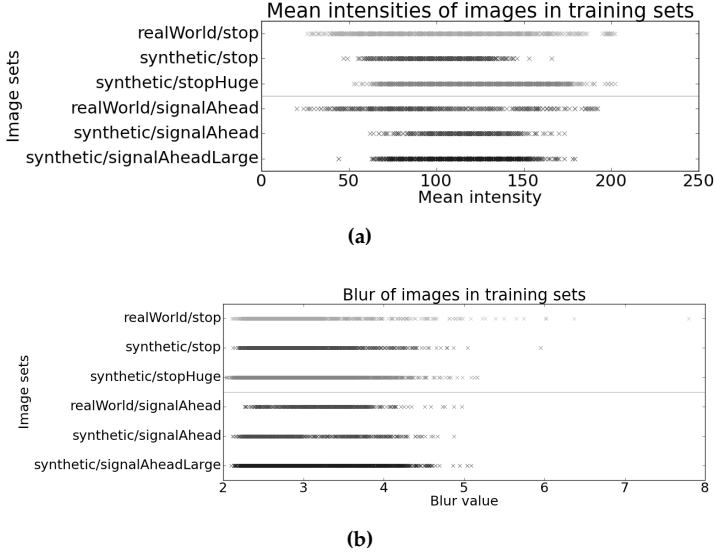 Mean intensities of images in training sets
Image sets
realWorld/stop
synthetic/stop
synthetic/stopHuge
realWorld/signalAhead
synthetic/signalAhead
synthetic/signalAheadLarge
0 50 100 150 200 250
Mean intensity
(a)
Blur of images in training sets
Image sets
realWorld/stop
synthetic/stop
synthetic/stopHuge
realWorld/signalAhead
synthetic/signalAhead
synthetic/signalAheadLarge
2 3 4 5 6 7 8
Blur value
(b)